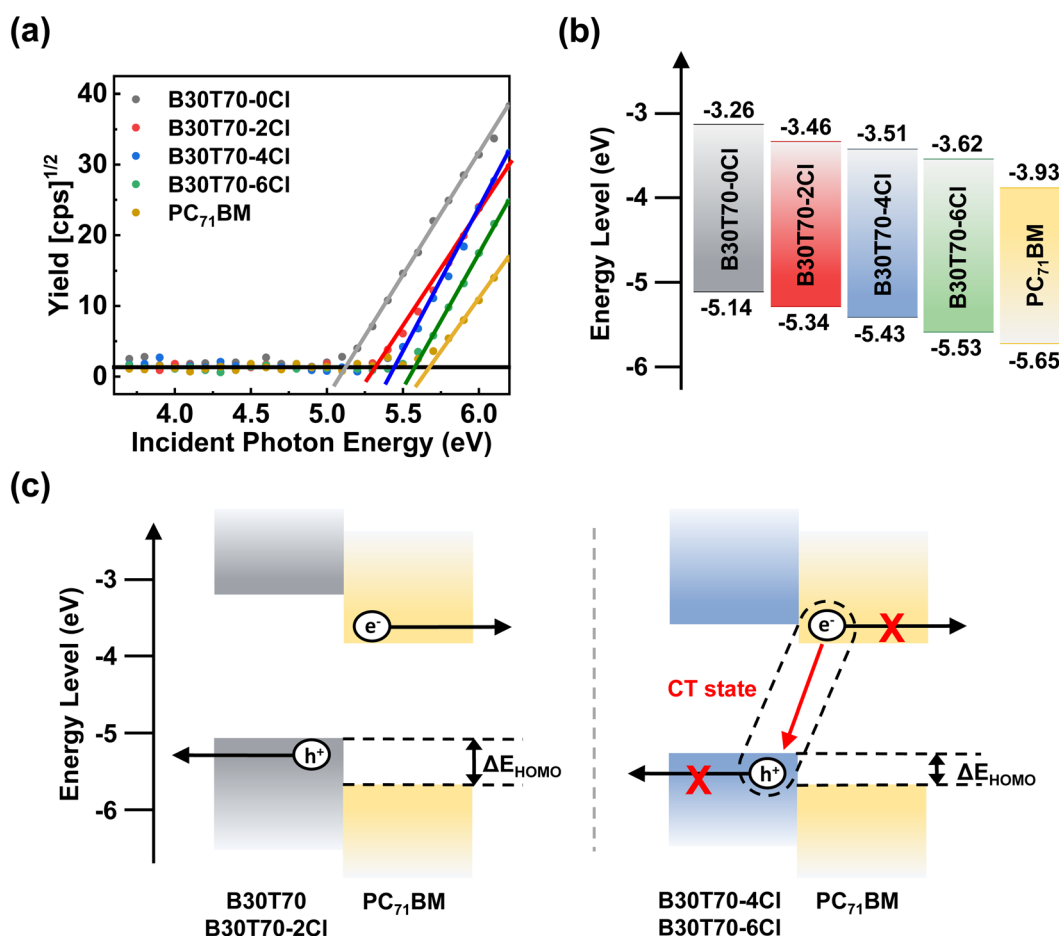 (a)
Yield [cps]^1/2
40
30
20
10
0
B30T70-0Cl
B30T70-2Cl
B30T70-4Cl
B30T70-6Cl
PC71BM
4.0 4.5 5.0 5.5 6.0
Incident Photon Energy (eV)
(b)
Energy Level (eV)
-3
-4
-5
-6
-3.26
B30T70-0Cl
-5.14
-3.46
B30T70-2Cl
-5.34
-3.51
B30T70-4Cl
-5.43
-3.62
B30T70-6Cl
-5.53
-3.93
PC71BM
-5.65
(c)
Energy Level (eV)
-3
-4
-5
-6
e-
h+
ΔEHOMO
B30T70
B30T70-2Cl
PC71BM
e-
X
CT state
h+
X
ΔEHOMO
B30T70-4Cl
B30T70-6Cl
PC71BM